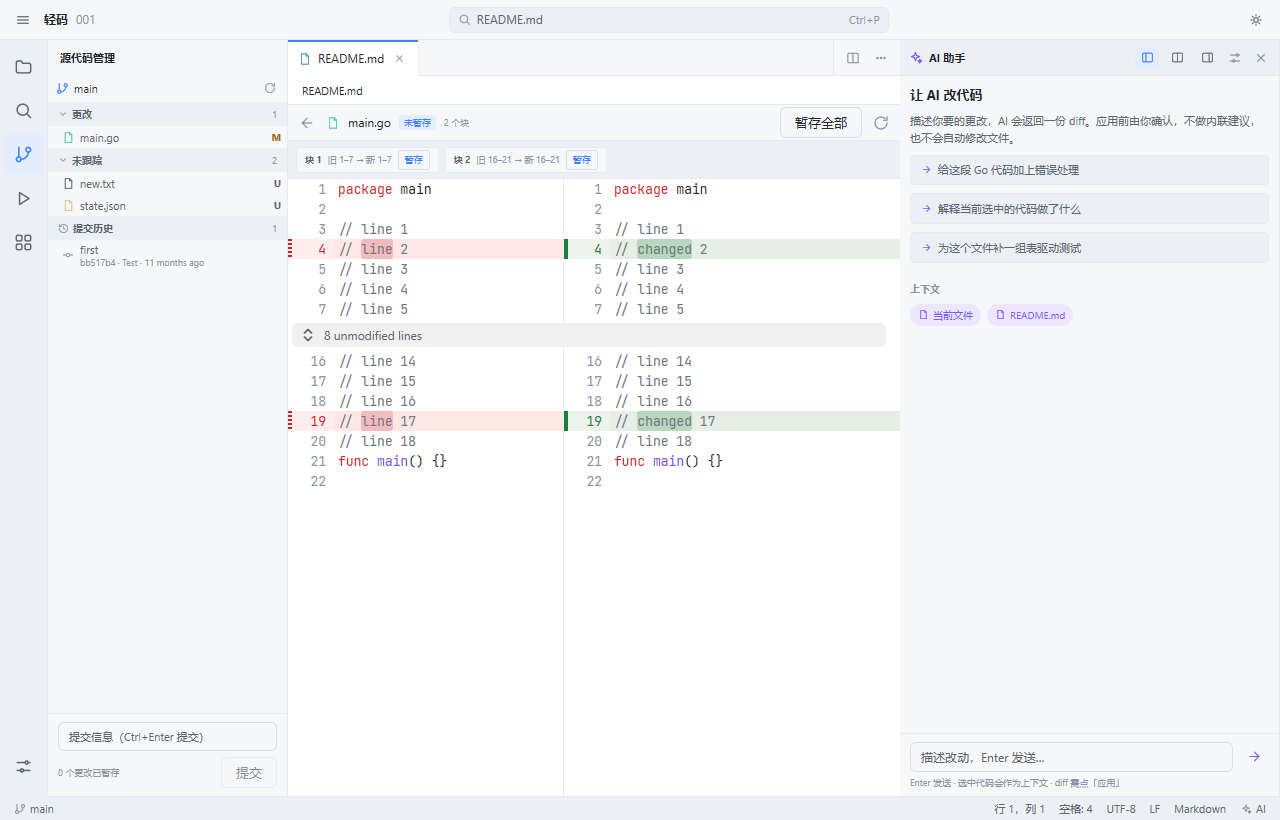 轻码 001
README.md Ctrl+P
源代码管理
main
更改 1
main.go M
未跟踪 2
new.txt U
state.json U
提交历史 1
first
bb517b4 · Test · 11 months ago
提交信息（Ctrl+Enter 提交）
0 个更改已暂存 提交
README.md
README.md
main.go 未暂存 2 个块 暂存全部
块 1 旧 1–7 → 新 1–7 暂存 块 2 旧 16–21 → 新 16–21 暂存
1 package main
2
3 // line 1
4 // line 2
5 // line 3
6 // line 4
7 // line 5
8 unmodified lines
16 // line 14
17 // line 15
18 // line 16
19 // line 17
20 // line 18
21 func main() {}
22
1 package main
2
3 // line 1
4 // changed 2
5 // line 3
6 // line 4
7 // line 5
16 // line 14
17 // line 15
18 // line 16
19 // changed 17
20 // line 18
21 func main() {}
22
AI 助手
让 AI 改代码
描述你要的更改，AI 会返回一份 diff。应用前由你确认，不做内联建议，
也不会自动修改文件。
给这段 Go 代码加上错误处理
解释当前选中的代码做了什么
为这个文件补一组表驱动测试
上下文
当前文件 README.md
描述改动，Enter 发送…
Enter 发送 · 选中代码会作为上下文 · diff 需点「应用」
main 行 1，列 1 空格: 4 UTF-8 LF Markdown AI